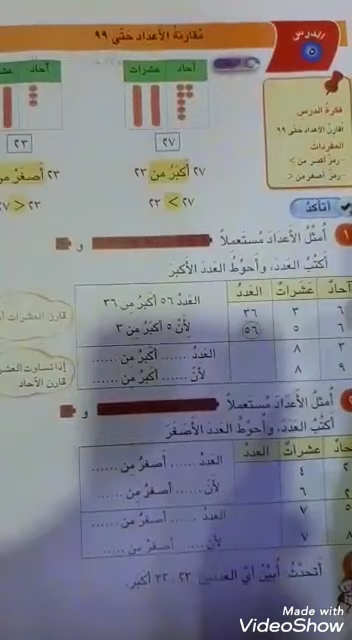 الدرس
مقارنة الأعداد حتى ٩٩
فكرة الدرس
أقارن الأعداد حتى ٩٩
المفردات
رمز أكبر من >
رمز أصغر من <
آحاد عشرات
آحاد
٢٧
٢٣
٢٧ أكبر من ٢٣
٢٣ أصغر من
٢٧ > ٢٣
٢٣ < ٢٧
أتأكد
١ أمثل الأعداد مستعملاً و
أكتب العدد، وأحوط العدد الأكبر
آحاد عشرات العدد
٦ ٣ ٣٦ العدد ٥٦ أكبر من ٣٦
٦ ٥ ٥٦ لأن ٥ أكبر من ٣
٣ ٨ العدد ...... أكبر من ......
٩ ٨ لأن ...... أكبر من ......
قارن العشرات
إذا تساوت
قارن الآحاد
أمثل الأعداد مستعملاً و
أكتب العدد، وأحوط العدد الأصغر
آحاد عشرات العدد
٢ ٤ العدد ...... أصغر من ......
٦ لأن ...... أصغر من ......
٥ ٧ العدد ...... أصغر من ......
٨ ٧ لأن ...... أصغر من ......
أتحدث أبين أي العددين ٢٣ ، ٣٢ أكبر.
Made with
VideoShow